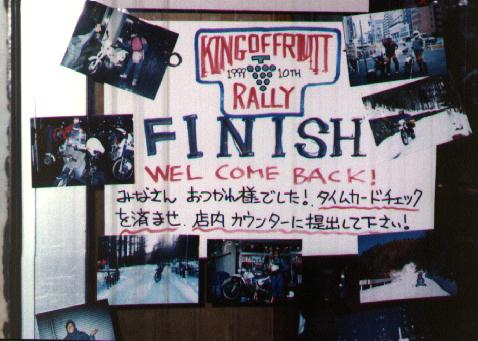 KING OF FRUITT
1999 10TH
RALLY
FINISH
WEL COME BACK!
みなさん おつかれ様でした! タイムカードチェック
を済ませ. 店内 カウンターに提出して下さい!